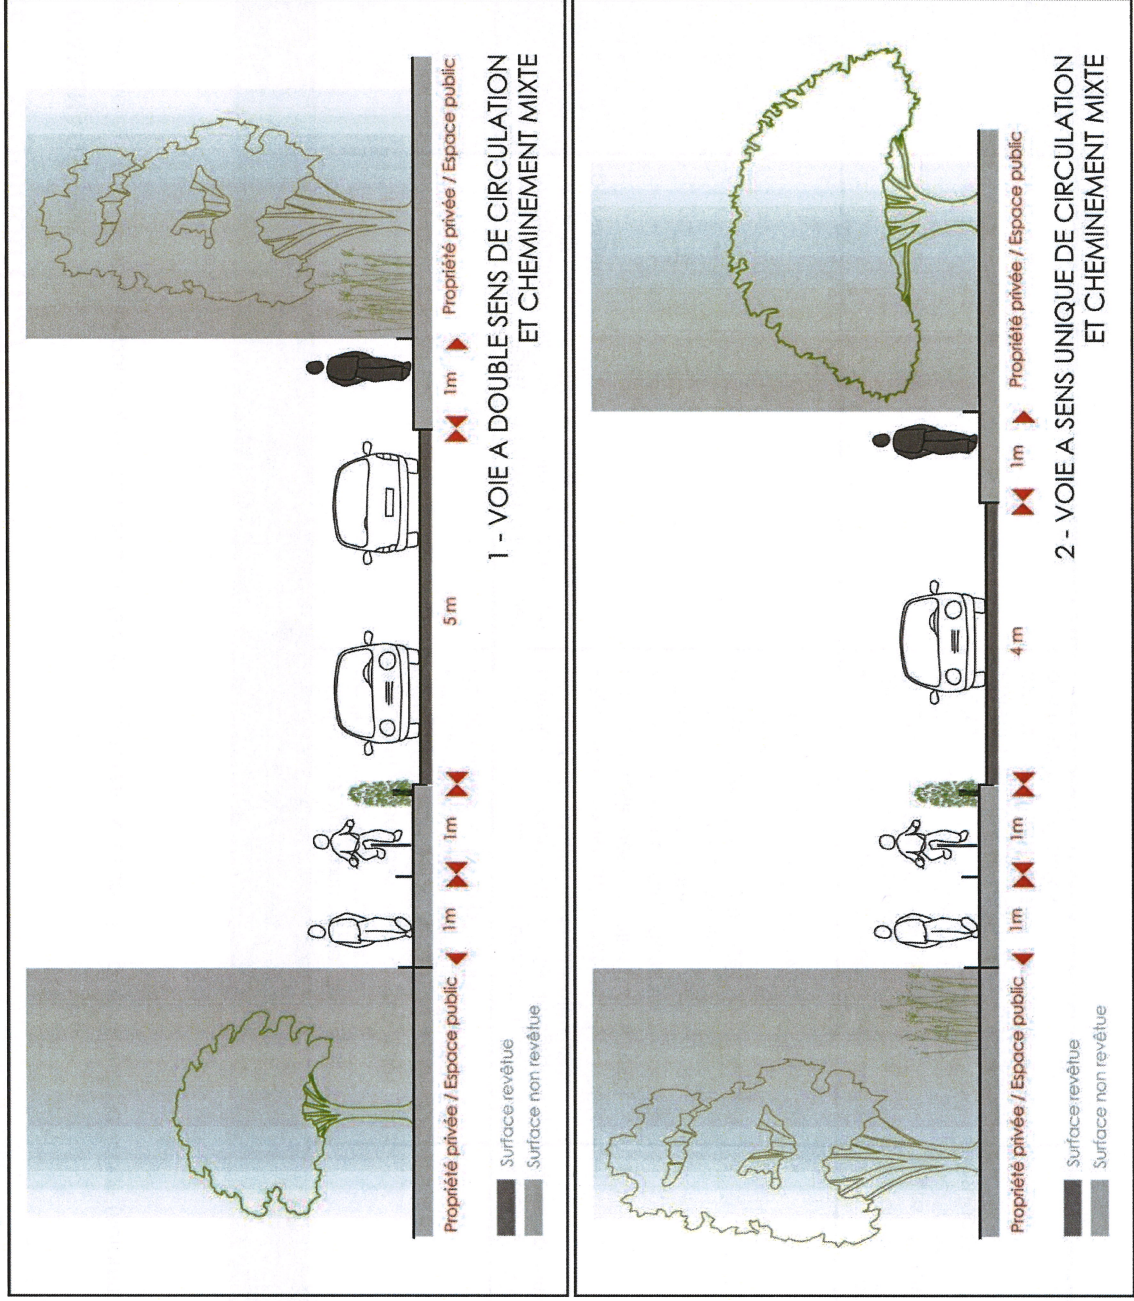 Propriété privée / Espace public
1m
1m
5 m
1m
Propriété privée / Espace public
Surface revêtue
Surface non revêtue
1 - VOIE A DOUBLE SENS DE CIRCULATION
ET CHEMINEMENT MIXTE
Propriété privée / Espace public
1m
1m
4 m
1m
Propriété privée / Espace public
Surface revêtue
Surface non revêtue
2 - VOIE A SENS UNIQUE DE CIRCULATION
ET CHEMINEMENT MIXTE